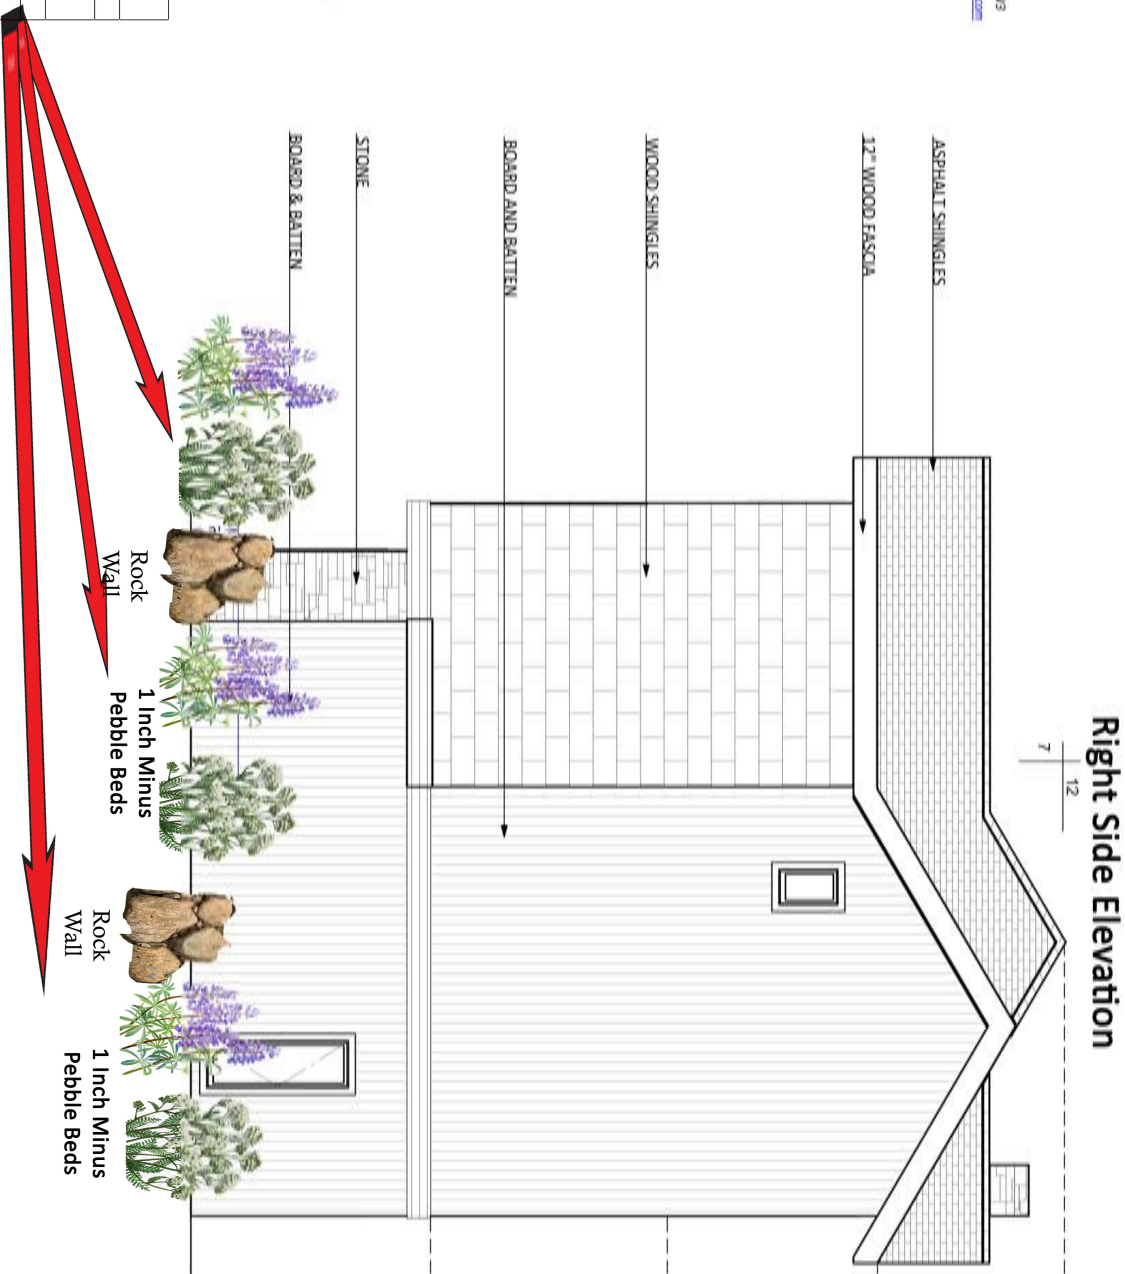 Right Side Elevation
12
7
ASPHALT SHINGLES
12" WOOD FASCIA
WOOD SHINGLES
BOARD AND BATTEN
STONE
BOARD & BATTEN
Rock
Wall
1 Inch Minus
Pebble Beds
Rock
Wall
1 Inch Minus
Pebble Beds